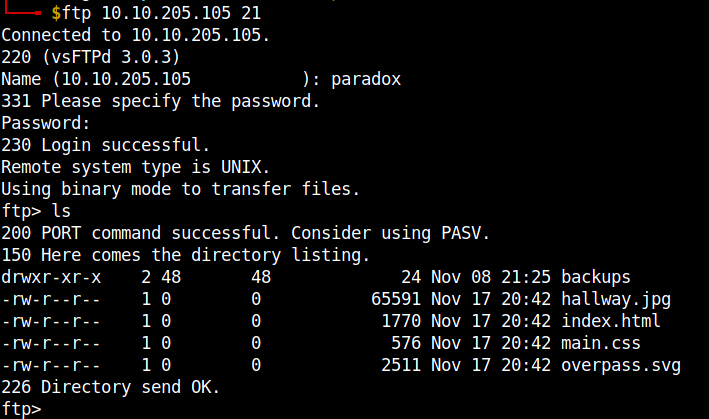 $ftp 10.10.205.105 21
Connected to 10.10.205.105.
220 (vsFTPd 3.0.3)
Name (10.10.205.105           ): paradox
331 Please specify the password.
Password:
230 Login successful.
Remote system type is UNIX.
Using binary mode to transfer files.
ftp> ls
200 PORT command successful. Consider using PASV.
150 Here comes the directory listing.
drwxr-xr-x    2 48       48             24 Nov 08 21:25 backups
-rw-r--r--    1 0        0           65591 Nov 17 20:42 hallway.jpg
-rw-r--r--    1 0        0            1770 Nov 17 20:42 index.html
-rw-r--r--    1 0        0             576 Nov 17 20:42 main.css
-rw-r--r--    1 0        0            2511 Nov 17 20:42 overpass.svg
226 Directory send OK.
ftp>